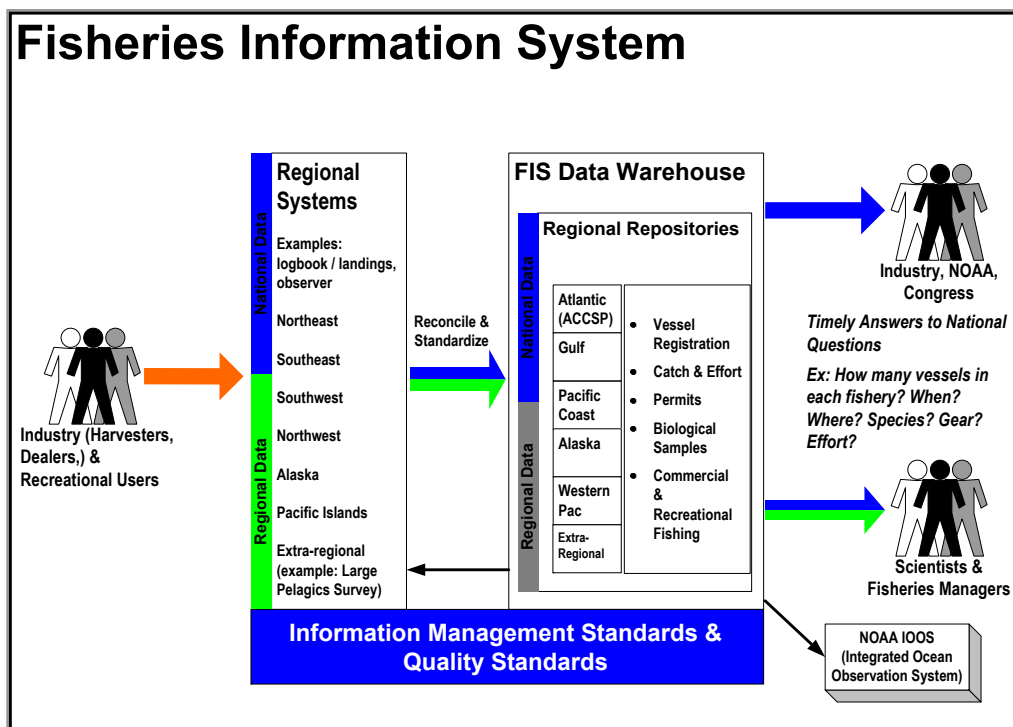 Fisheries Information System
Industry (Harvesters,
Dealers,) &
Recreational Users
National Data
Regional Data
Regional
Systems
Examples:
logbook / landings,
observer
Northeast
Southeast
Southwest
Northwest
Alaska
Pacific Islands
Extra-regional
(example: Large
Pelagics Survey)
Reconcile &
Standardize
FIS Data Warehouse
National Data
Regional Data
Regional Repositories
Atlantic
(ACCSP)
Gulf
Pacific
Coast
Alaska
Western
Pac
Extra-
Regional
• Vessel
Registration
• Catch & Effort
• Permits
• Biological
Samples
• Commercial
&
Recreational
Fishing
Information Management Standards &
Quality Standards
Industry, NOAA,
Congress
Timely Answers to National
Questions
Ex: How many vessels in
each fishery? When?
Where? Species? Gear?
Effort?
Scientists &
Fisheries Managers
NOAA IOOS
(Integrated Ocean
Observation System)